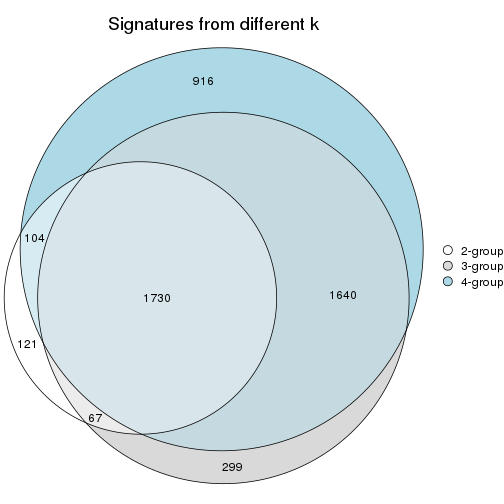 Signatures from different k
916
104
1730
1640
121
67
299
2-group
3-group
4-group